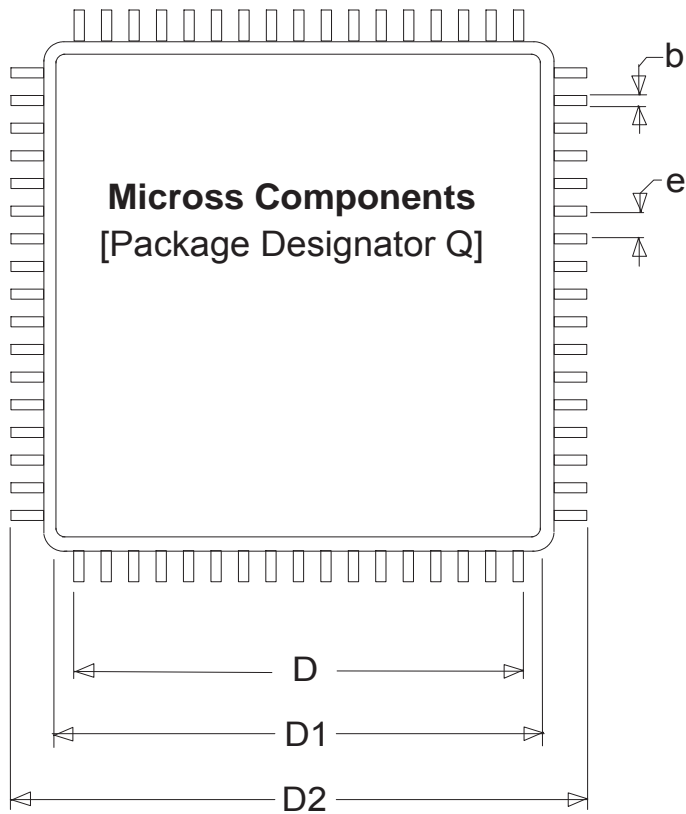 b
e
Micross Components
[Package Designator Q]
D
D1
D2